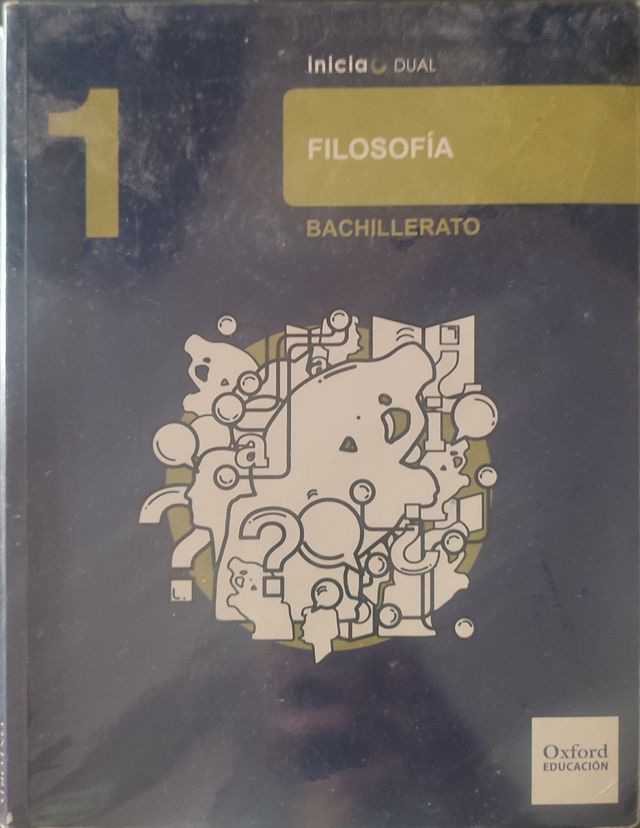 inicia DUAL
1
FILOSOFÍA
BACHILLERATO
a
a
?
?
Oxford
EDUCACIÓN